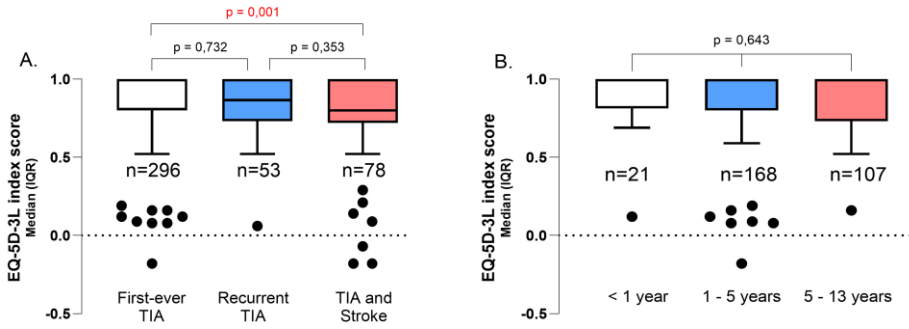 p = 0,001
p = 0,732
p = 0,353
A.
EQ-5D-3L index score
Median (IQR)
1.0
0.5
0.0
-0.5
n=296
n=53
n=78
First-ever
TIA
Recurrent
TIA
TIA and
Stroke
p = 0,643
B.
EQ-5D-3L index score
Median (IQR)
1.0
0.5
0.0
-0.5
n=21
n=168
n=107
< 1 year
1 - 5 years
5 - 13 years